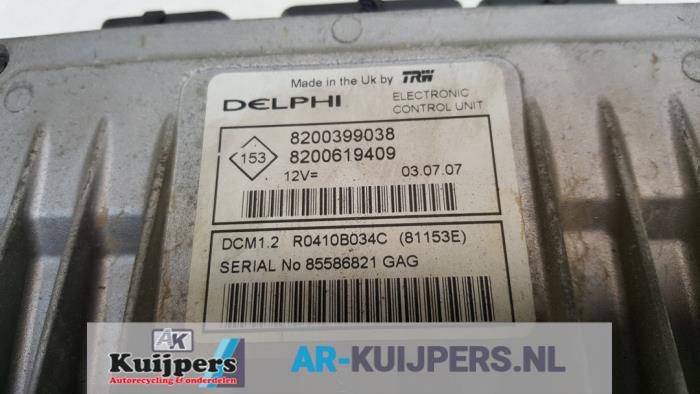 Made in the Uk by TRW
DELPHI
ELECTRONIC
CONTROL UNIT
8200399038
153
8200619409
12V=
03.07.07
DCM1.2 R0410B034C (81153E)
SERIAL No 85586821 GAG
AK
Kuijpers
Autorecycling & onderdelen
AR-KUIJPERS.NL